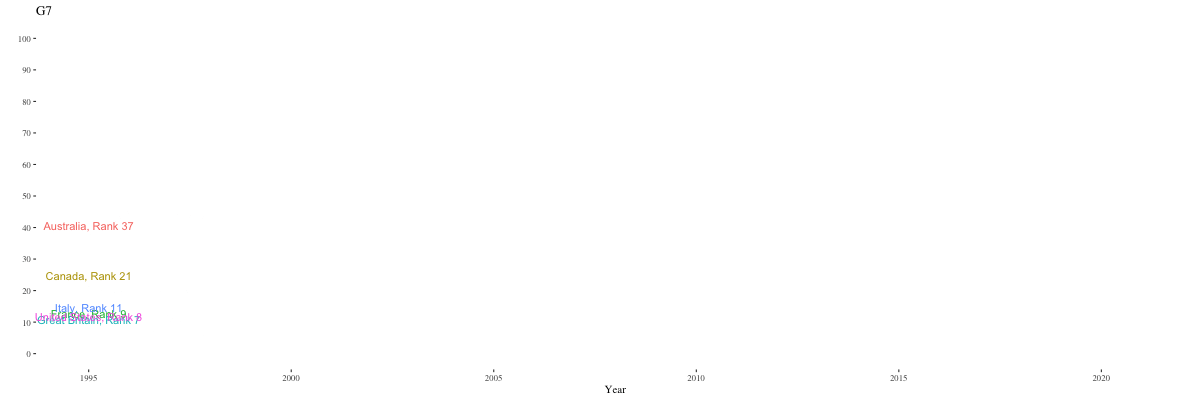 G7
100
90
80
70
60
50
40
30
20
10
0
Australia, Rank 37
Canada, Rank 21
Italy, Rank 11
France, Rank 9
United States, Rank 8
Great Britain, Rank 7
1995
2000
2005
2010
2015
2020
Year